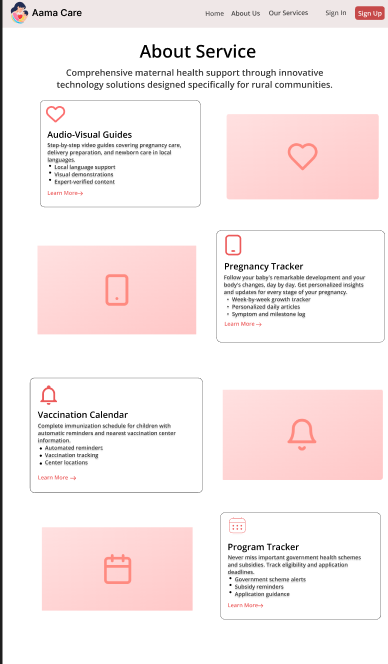 Aama Care
Home About Us Our Services Sign In Sign Up
About Service
Comprehensive maternal health support through innovative
technology solutions designed specifically for rural communities.
Audio-Visual Guides
Step-by-step video guides covering pregnancy care,
delivery preparation, and newborn care in local
languages.
• Local language support
• Visual demonstrations
• Expert-verified content
Learn More→
Pregnancy Tracker
Follow your baby's remarkable development and your
body's changes, day by day. Get personalized insights
and updates for every stage of your pregnancy.
• Week-by-week growth tracker
• Personalized daily articles
• Symptom and milestone log
Learn More →
Vaccination Calendar
Complete immunization schedule for children with
automatic reminders and nearest vaccination center
information.
• Automated reminders
• Vaccination tracking
• Center locations
Learn More →
Program Tracker
Never miss important government health schemes
and subsidies. Track eligibility and application
deadlines.
• Government scheme alerts
• Subsidy reminders
• Application guidance
Learn More→